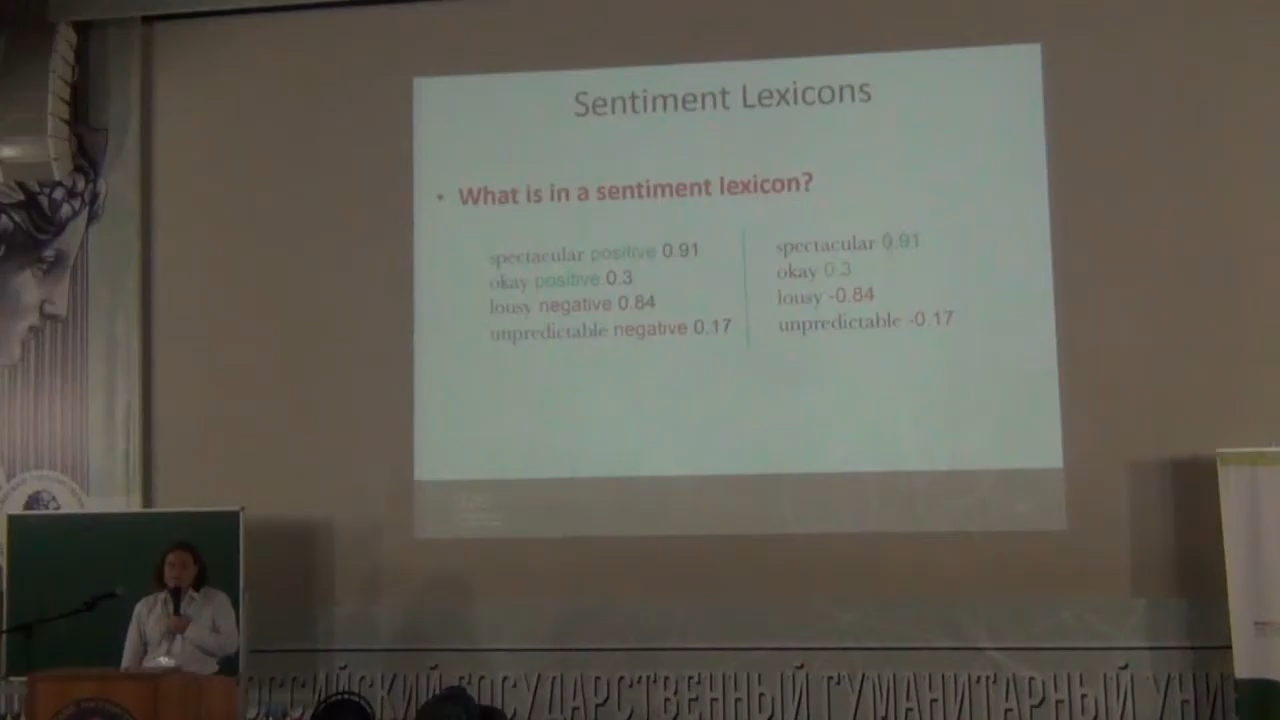 Sentiment Lexicons
• What is in a sentiment lexicon?
spectacular positive 0.91
okay positive 0.3
lousy negative 0.84
unpredictable negative 0.17
spectacular 0.91
okay 0.3
lousy -0.84
unpredictable -0.17
ОССИЙСКИЙ ГОСУДАРСТВЕННЫЙ ГУМАНИТАРНЫЙ УНИ